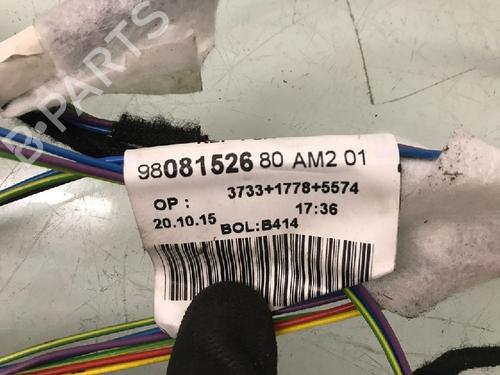 B-PARTS
9808152680 AM2 01
OP : 3733+1778+5574
20.10.15 17:36
BOL:B414